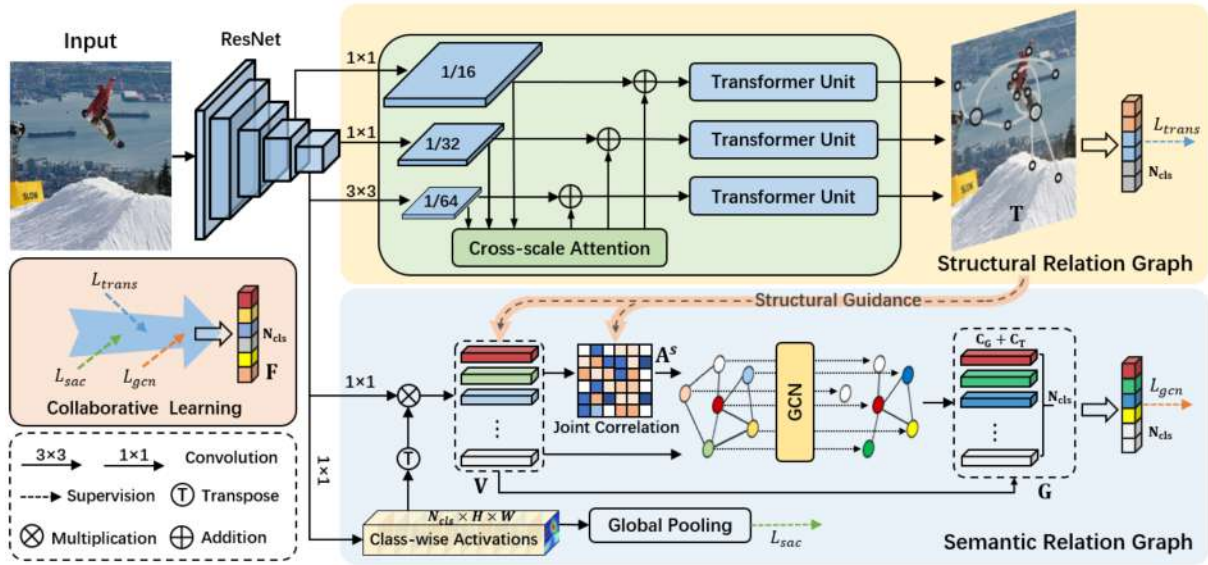 Input
ResNet
1×1
1/16
Transformer Unit
1×1
1/32
Transformer Unit
3×3
1/64
Transformer Unit
Cross-scale Attention
SLOW
SLOW
T
L_trans
N_cls
Structural Relation Graph
L_trans
L_sac
L_gcn
N_cls
F
Collaborative Learning
Structural Guidance
1×1
A^s
Joint Correlation
GCN
C_G + C_T
N_cls
L_gcn
N_cls
V
G
1×1
T
N_cls × H × W
Class-wise Activations
Global Pooling
L_sac
Semantic Relation Graph
3×3
1×1
Convolution
Supervision
T
Transpose
Multiplication
Addition